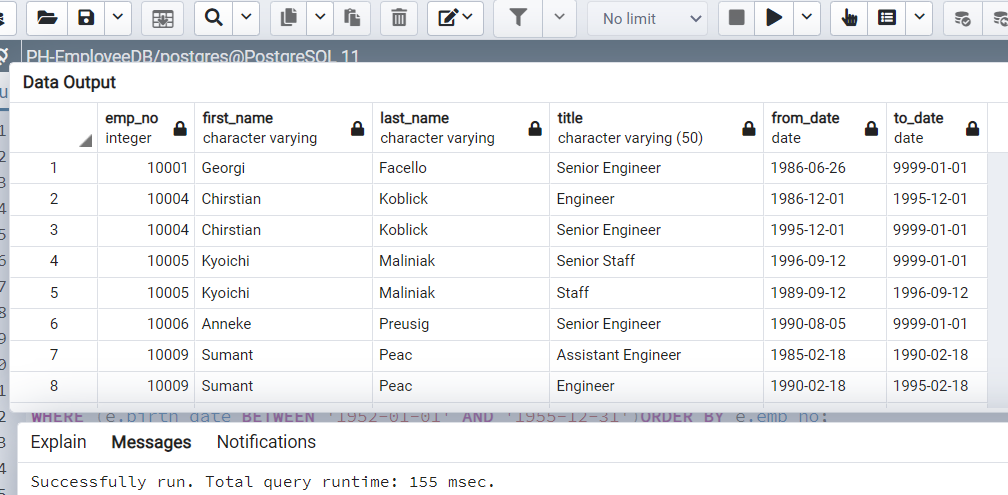 No limit
PH-EmployeeDB/postgres@PostgreSQL 11
Data Output
emp_no first_name last_name title from_date to_date
integer character varying character varying character varying (50) date date
1 10001 Georgi Facello Senior Engineer 1986-06-26 9999-01-01
2 10004 Chirstian Koblick Engineer 1986-12-01 1995-12-01
3 10004 Chirstian Koblick Senior Engineer 1995-12-01 9999-01-01
4 10005 Kyoichi Maliniak Senior Staff 1996-09-12 9999-01-01
5 10005 Kyoichi Maliniak Staff 1989-09-12 1996-09-12
6 10006 Anneke Preusig Senior Engineer 1990-08-05 9999-01-01
7 10009 Sumant Peac Assistant Engineer 1985-02-18 1990-02-18
8 10009 Sumant Peac Engineer 1990-02-18 1995-02-18
WHERE (e.birth_date BETWEEN '1952-01-01' AND '1955-12-31')ORDER BY e.emp_no;
Explain Messages Notifications
Successfully run. Total query runtime: 155 msec.